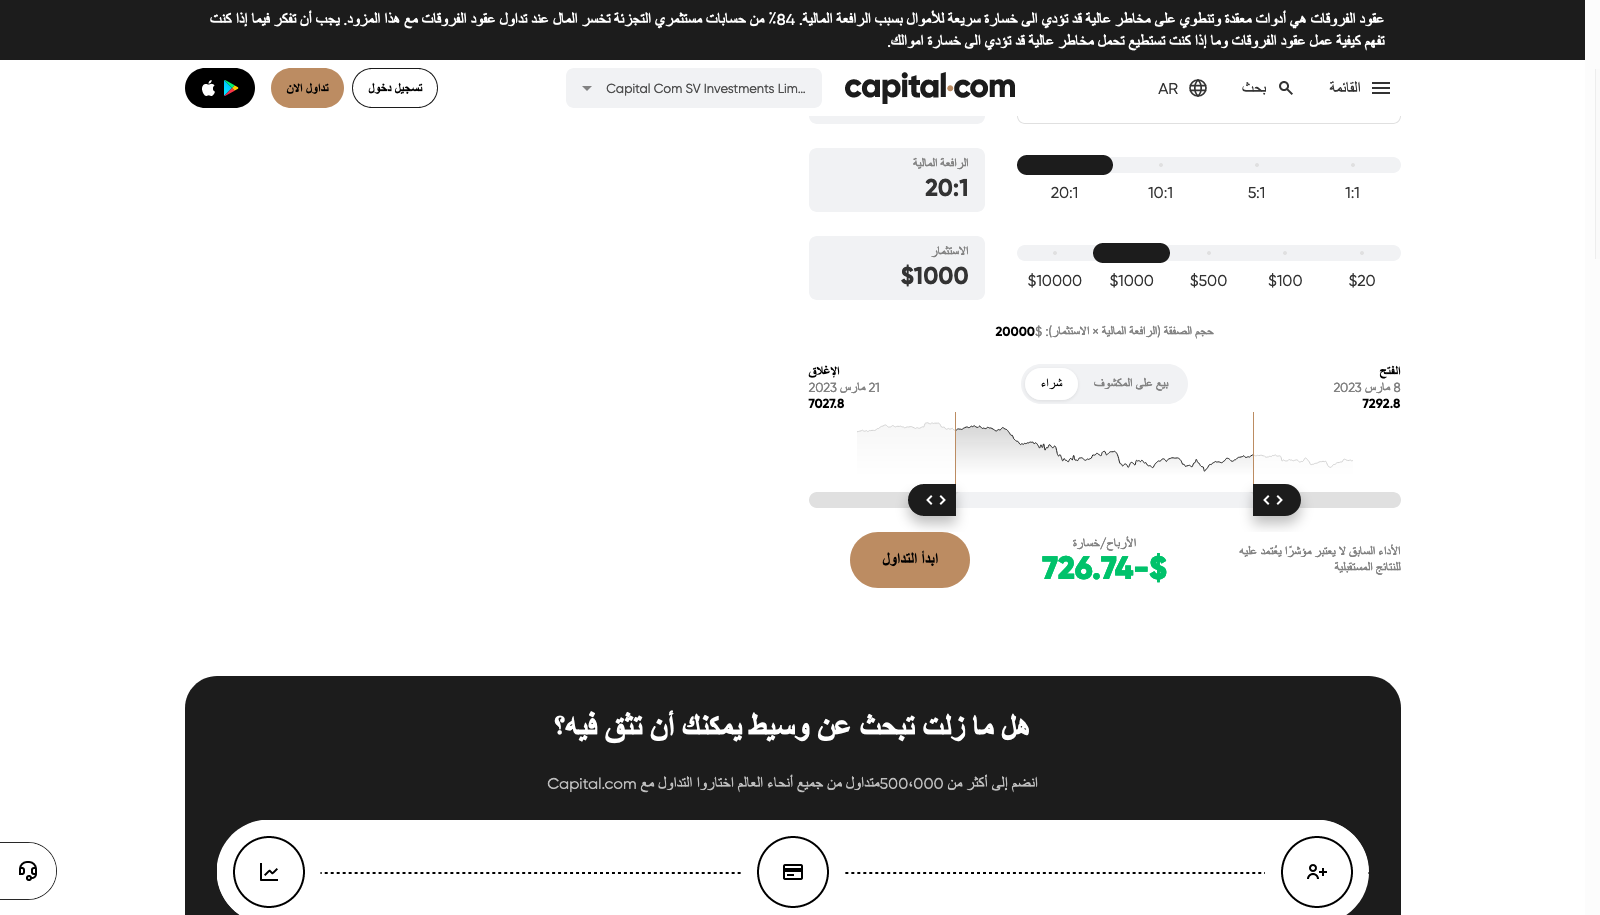 عقود الفروقات هي أدوات معقدة وتنطوي على مخاطر عالية قد تؤدي الى خسارة سريعة للأموال بسبب الرافعة المالية. 84٪ من حسابات مستثمري التجزئة تخسر المال عند تداول عقود الفروقات مع هذا المزود. يجب أن تفكر فيما إذا كنت
تفهم كيفية عمل عقود الفروقات وما إذا كنت تستطيع تحمل مخاطر عالية قد تؤدي الى خسارة اموالك.
القائمة
بحث
AR
capital.com
Capital Com SV Investments Lim...
تسجيل دخول
تداول الان
الرافعة المالية
20:1
1:1
5:1
10:1
20:1
الاستثمار
$1000
$20
$100
$500
$1000
$10000
حجم الصفقة (الرافعة المالية × الاستثمار): $20000
الفتح
8 مارس 2023
7292.8
بيع على المكشوف
شراء
الإغلاق
21 مارس 2023
7027.8
الأداء السابق لا يعتبر مؤشرًا يعُتمد عليه
للنتائج المستقبلية
الأرباح/خسارة
726.74-$
ابدأ التداول
هل ما زلت تبحث عن وسيط يمكنك أن تثق فيه؟
انضم إلى أكثر من 500،000متداول من جميع أنحاء العالم اختاروا التداول مع Capital.com